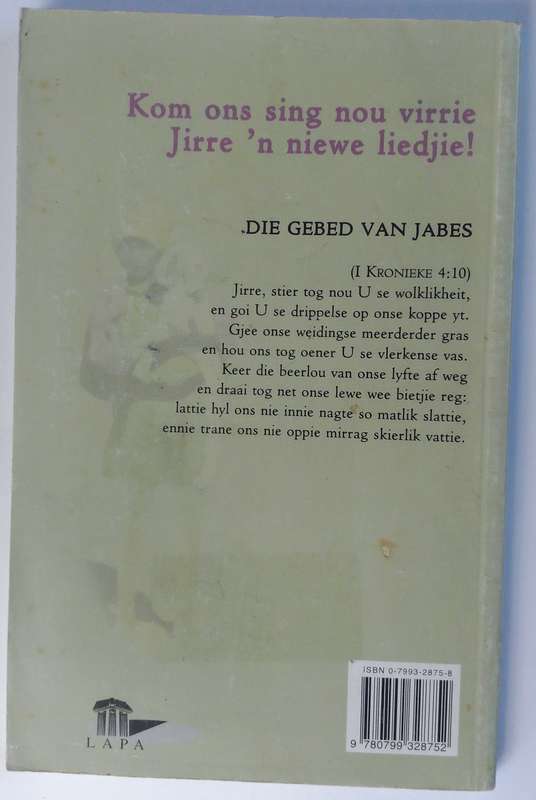 Kom ons sing nou virrie
Jirre 'n niewe liedjie!
DIE GEBED VAN JABES
(I KRONIEKE 4:10)
Jirre, stier tog nou U se wolklikheit,
en goi U se drippelse op onse koppe yt.
Gjee onse weidingse meerderder gras
en hou ons tog oener U se vlerkense vas.
Keer die beerlou van onse lyfte af weg
en draai tog net onse lewe wee bietjie reg:
lattie hyl ons nie innie nagte so matlik slattie,
ennie trane ons nie oppie mirrag skierlik vattie.
ISBN 0-7993-2875-8
9 780799 328752
LAPA